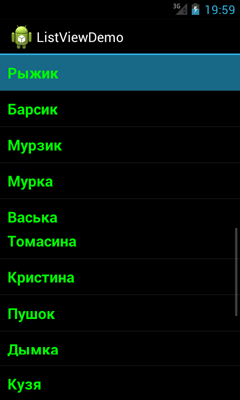 3G 19:59
ListViewDemo
Рыжик
Барсик
Мурзик
Мурка
Васька
Томасина
Кристина
Пушок
Дымка
Кузя